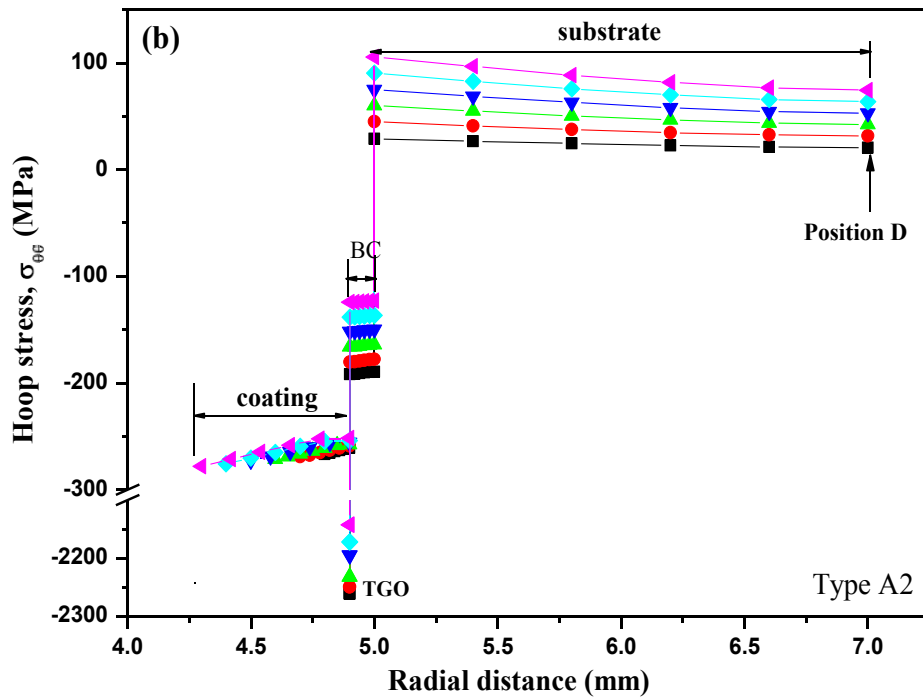 (b)
substrate
100
0
Position D
BC
-100
-200
coating
-300
-2200
TGO
-2300
Type A2
4.0 4.5 5.0 5.5 6.0 6.5 7.0
Radial distance (mm)
Hoop stress, σθθ (MPa)